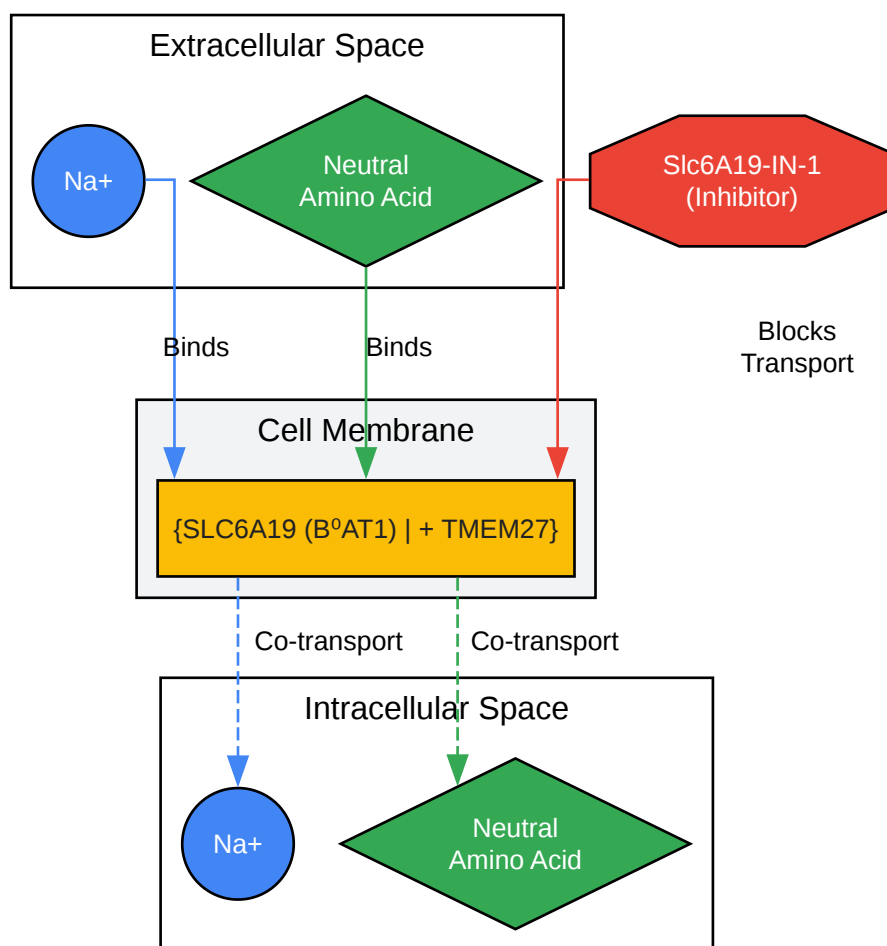 Extracellular Space
Na+
Neutral
Amino Acid
Slc6A19-IN-1
(Inhibitor)
Binds
Binds
Blocks
Transport
Cell Membrane
{SLC6A19 (B⁰AT1) | + TMEM27}
Co-transport
Co-transport
Intracellular Space
Na+
Neutral
Amino Acid